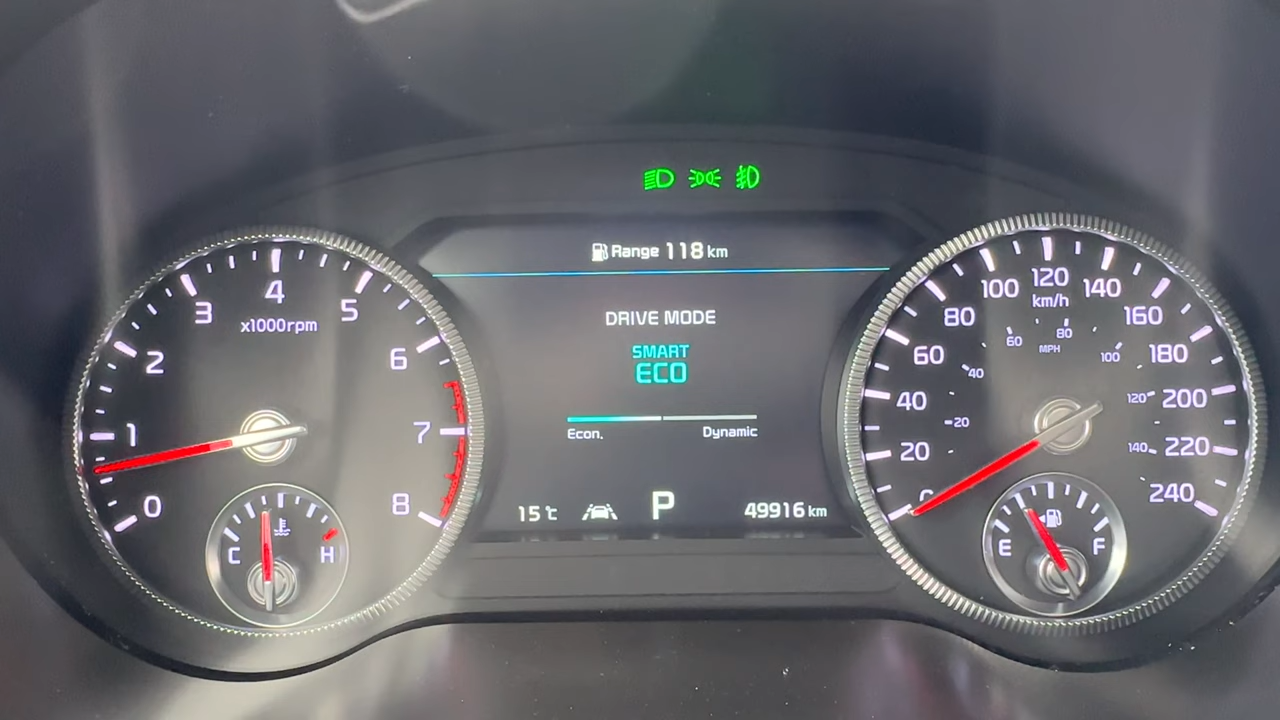 Range 118 km
DRIVE MODE
SMART
ECO
Econ. Dynamic
15 °C P 49916 km
0 1 2 3 4 5 6 7 8
x1000rpm
C H
0 20 40 60 80 100 120 140 160 180 200 220 240
km/h
20 40 60 80 100 120 140
MPH
E F